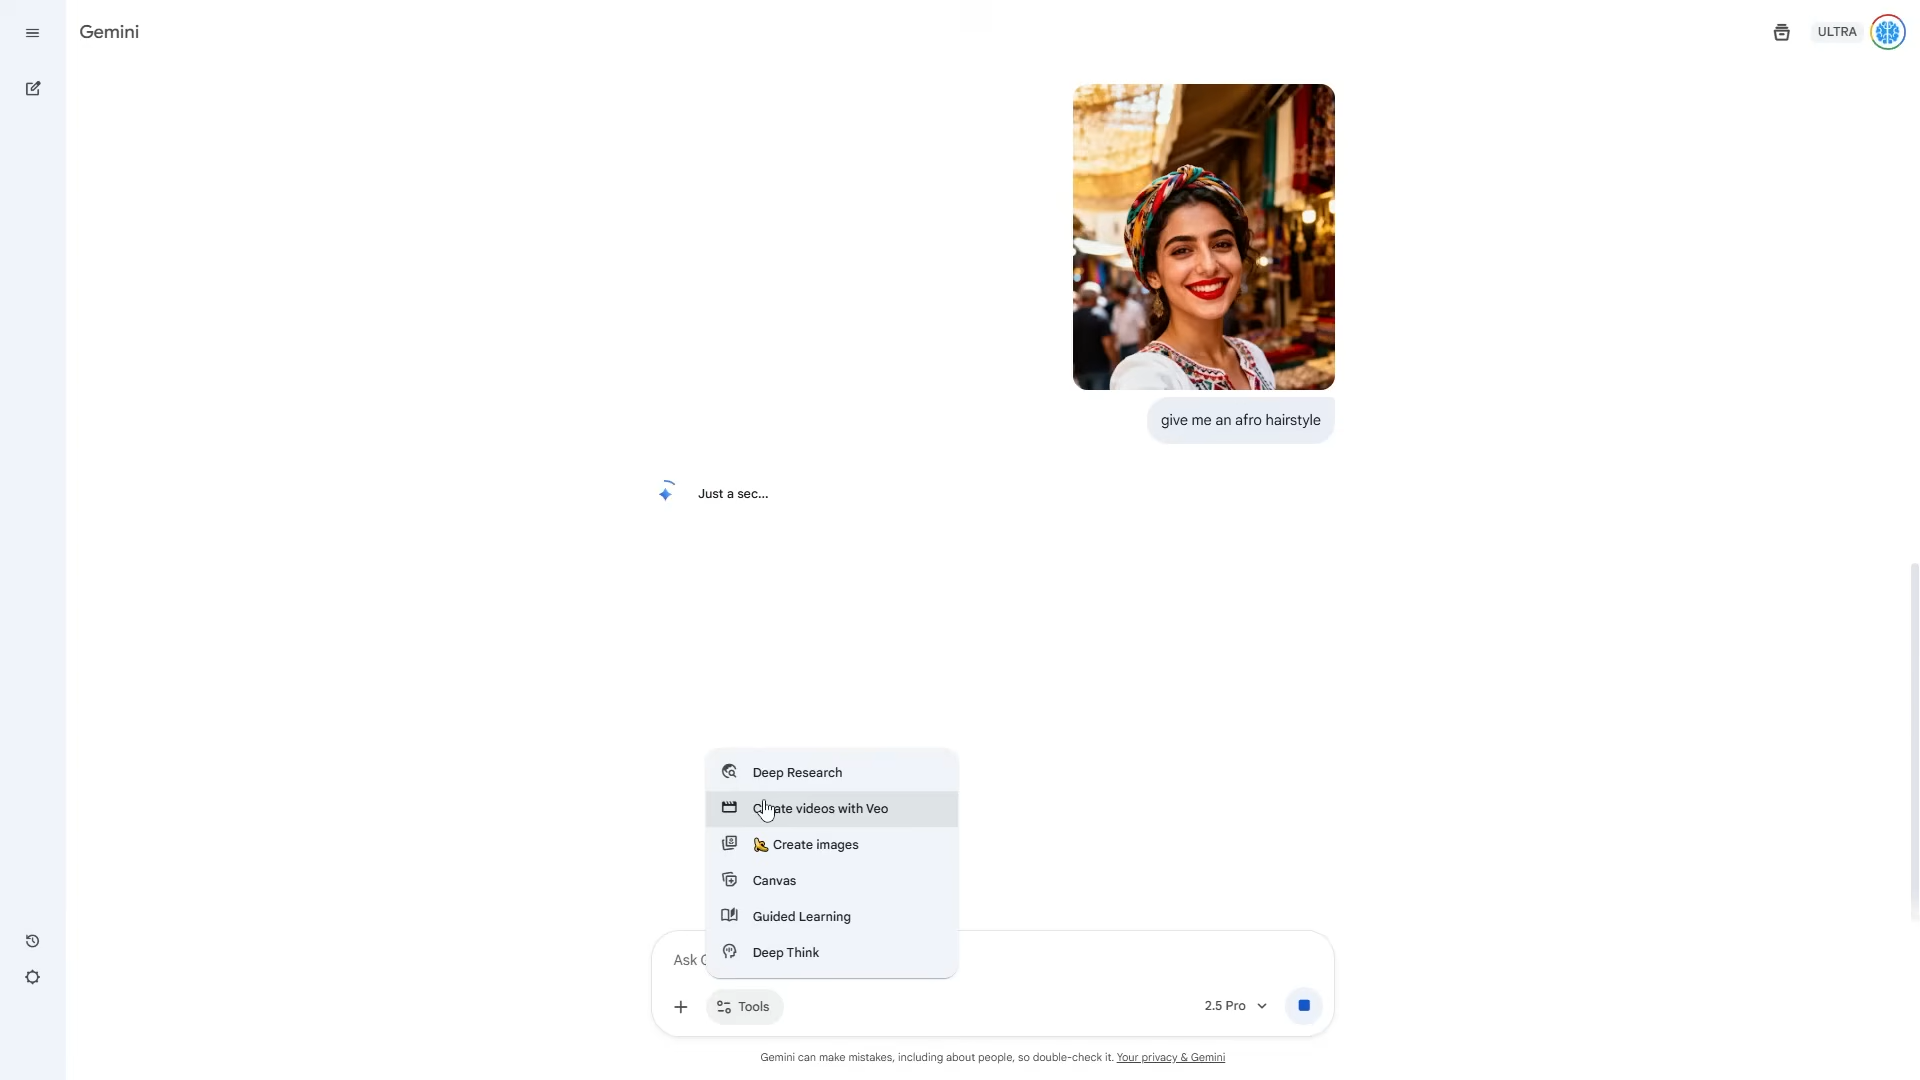 Gemini
ULTRA
give me an afro hairstyle
Just a sec...
Deep Research
Create videos with Veo
Create images
Canvas
Guided Learning
Deep Think
Ask
Tools
2.5 Pro
Gemini can make mistakes, including about people, so double-check it. Your privacy & Gemini